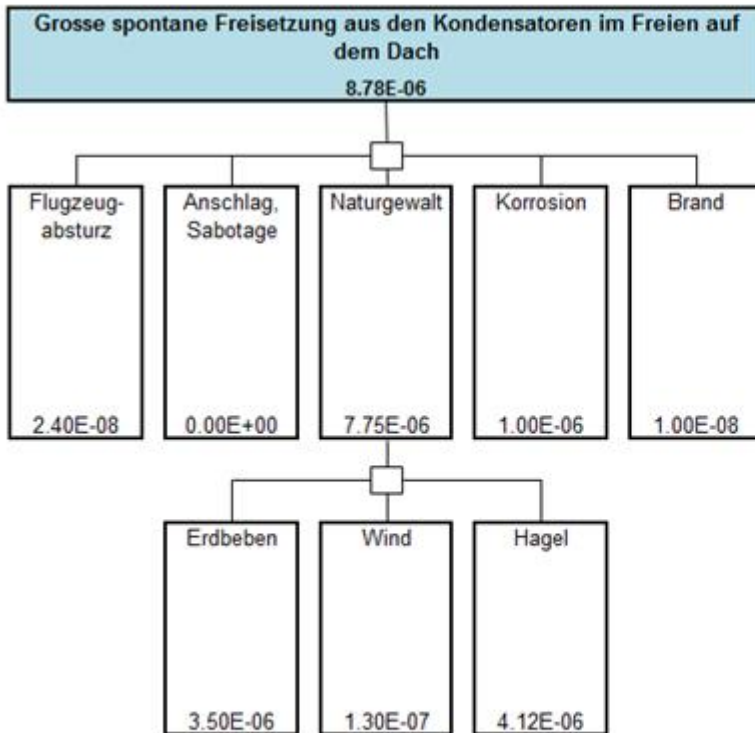 Grosse spontane Freisetzung aus den Kondensatoren im Freien auf
dem Dach
8.78E-06
Flugzeug-
absturz
2.40E-08
Anschlag,
Sabotage
0.00E+00
Naturgewalt
7.75E-06
Korrosion
1.00E-06
Brand
1.00E-08
Erdbeben
3.50E-06
Wind
1.30E-07
Hagel
4.12E-06